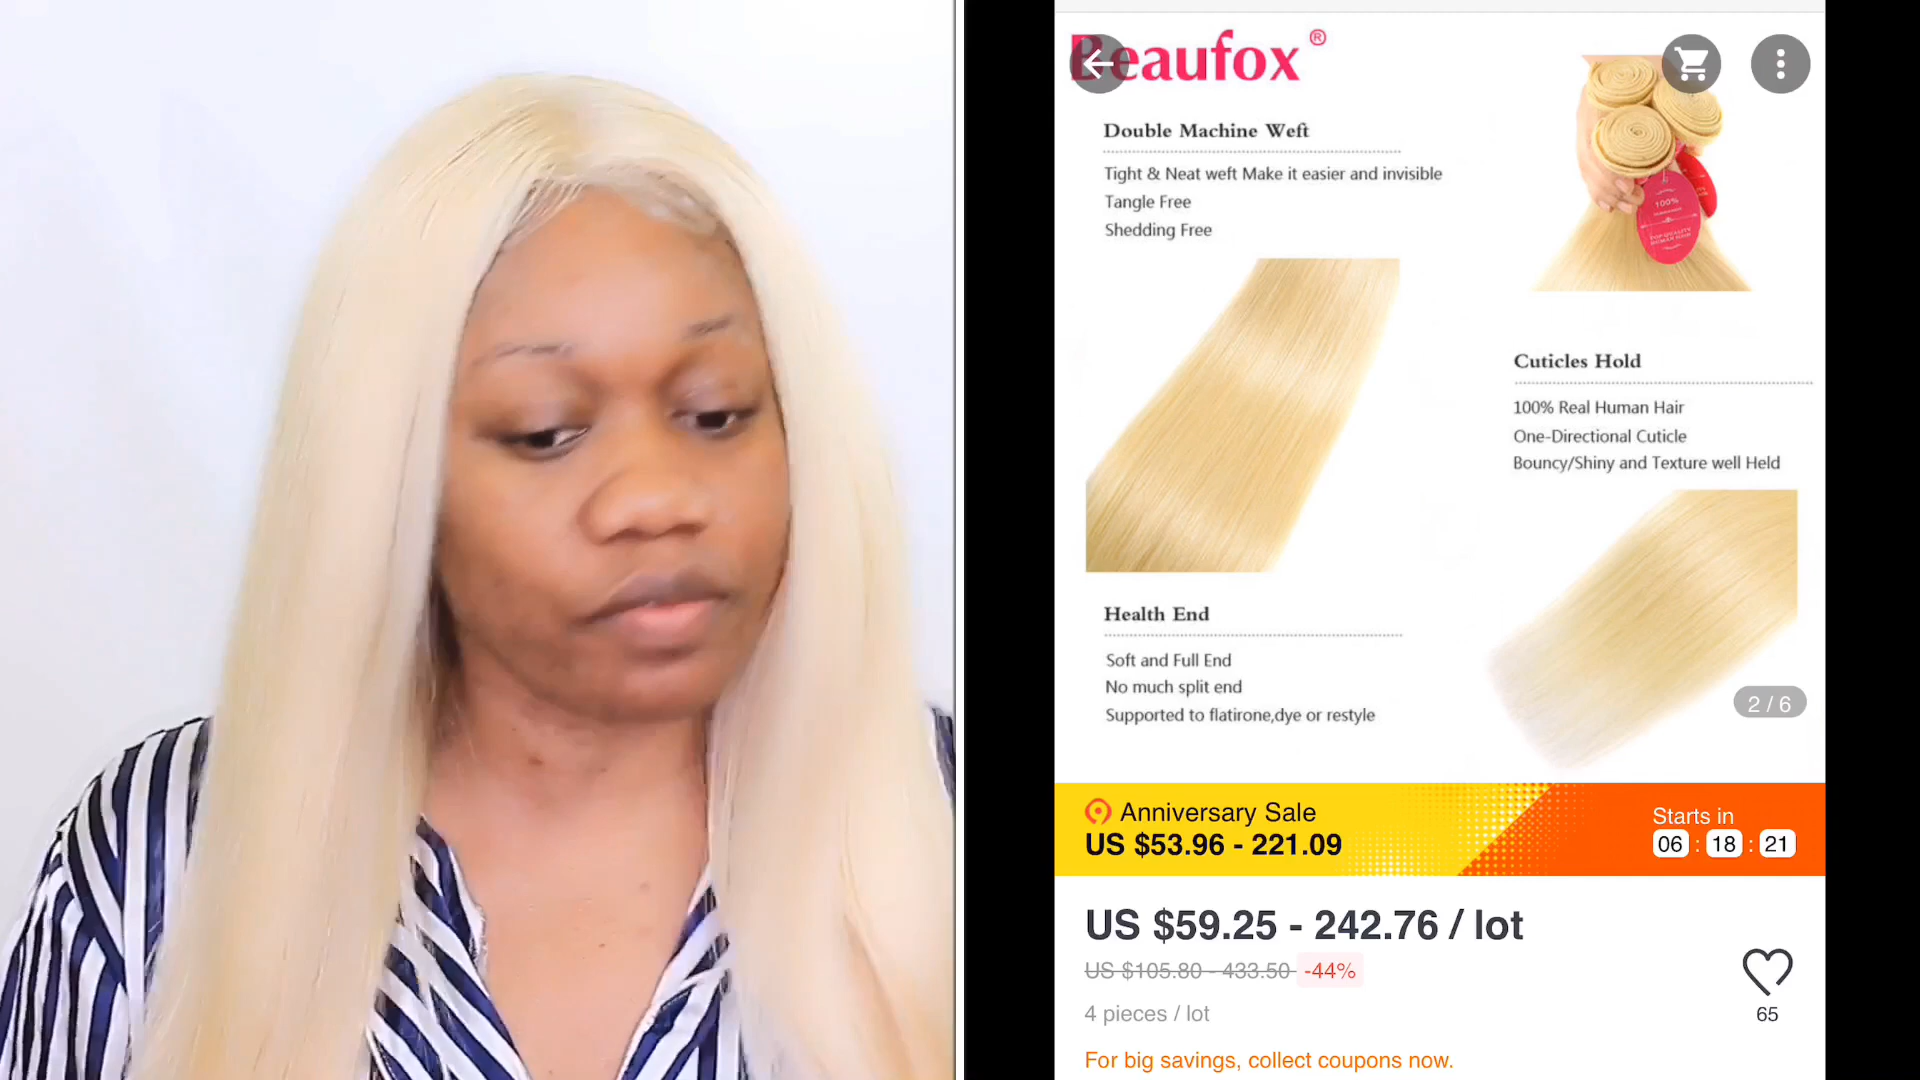 Beaufox®
Double Machine Weft
Tight & Neat weft Make it easier and invisible
Tangle Free
Shedding Free
100%
Cuticles Hold
100% Real Human Hair
One-Directional Cuticle
Bouncy/Shiny and Texture well Held
Health End
Soft and Full End
No much split end
Supported to flatirone,dye or restyle
2 / 6
Anniversary Sale
US $53.96 - 221.09
Starts in
06 : 18 : 21
US $59.25 - 242.76 / lot
US $105.80 - 433.50 -44%
4 pieces / lot
65
For big savings, collect coupons now.